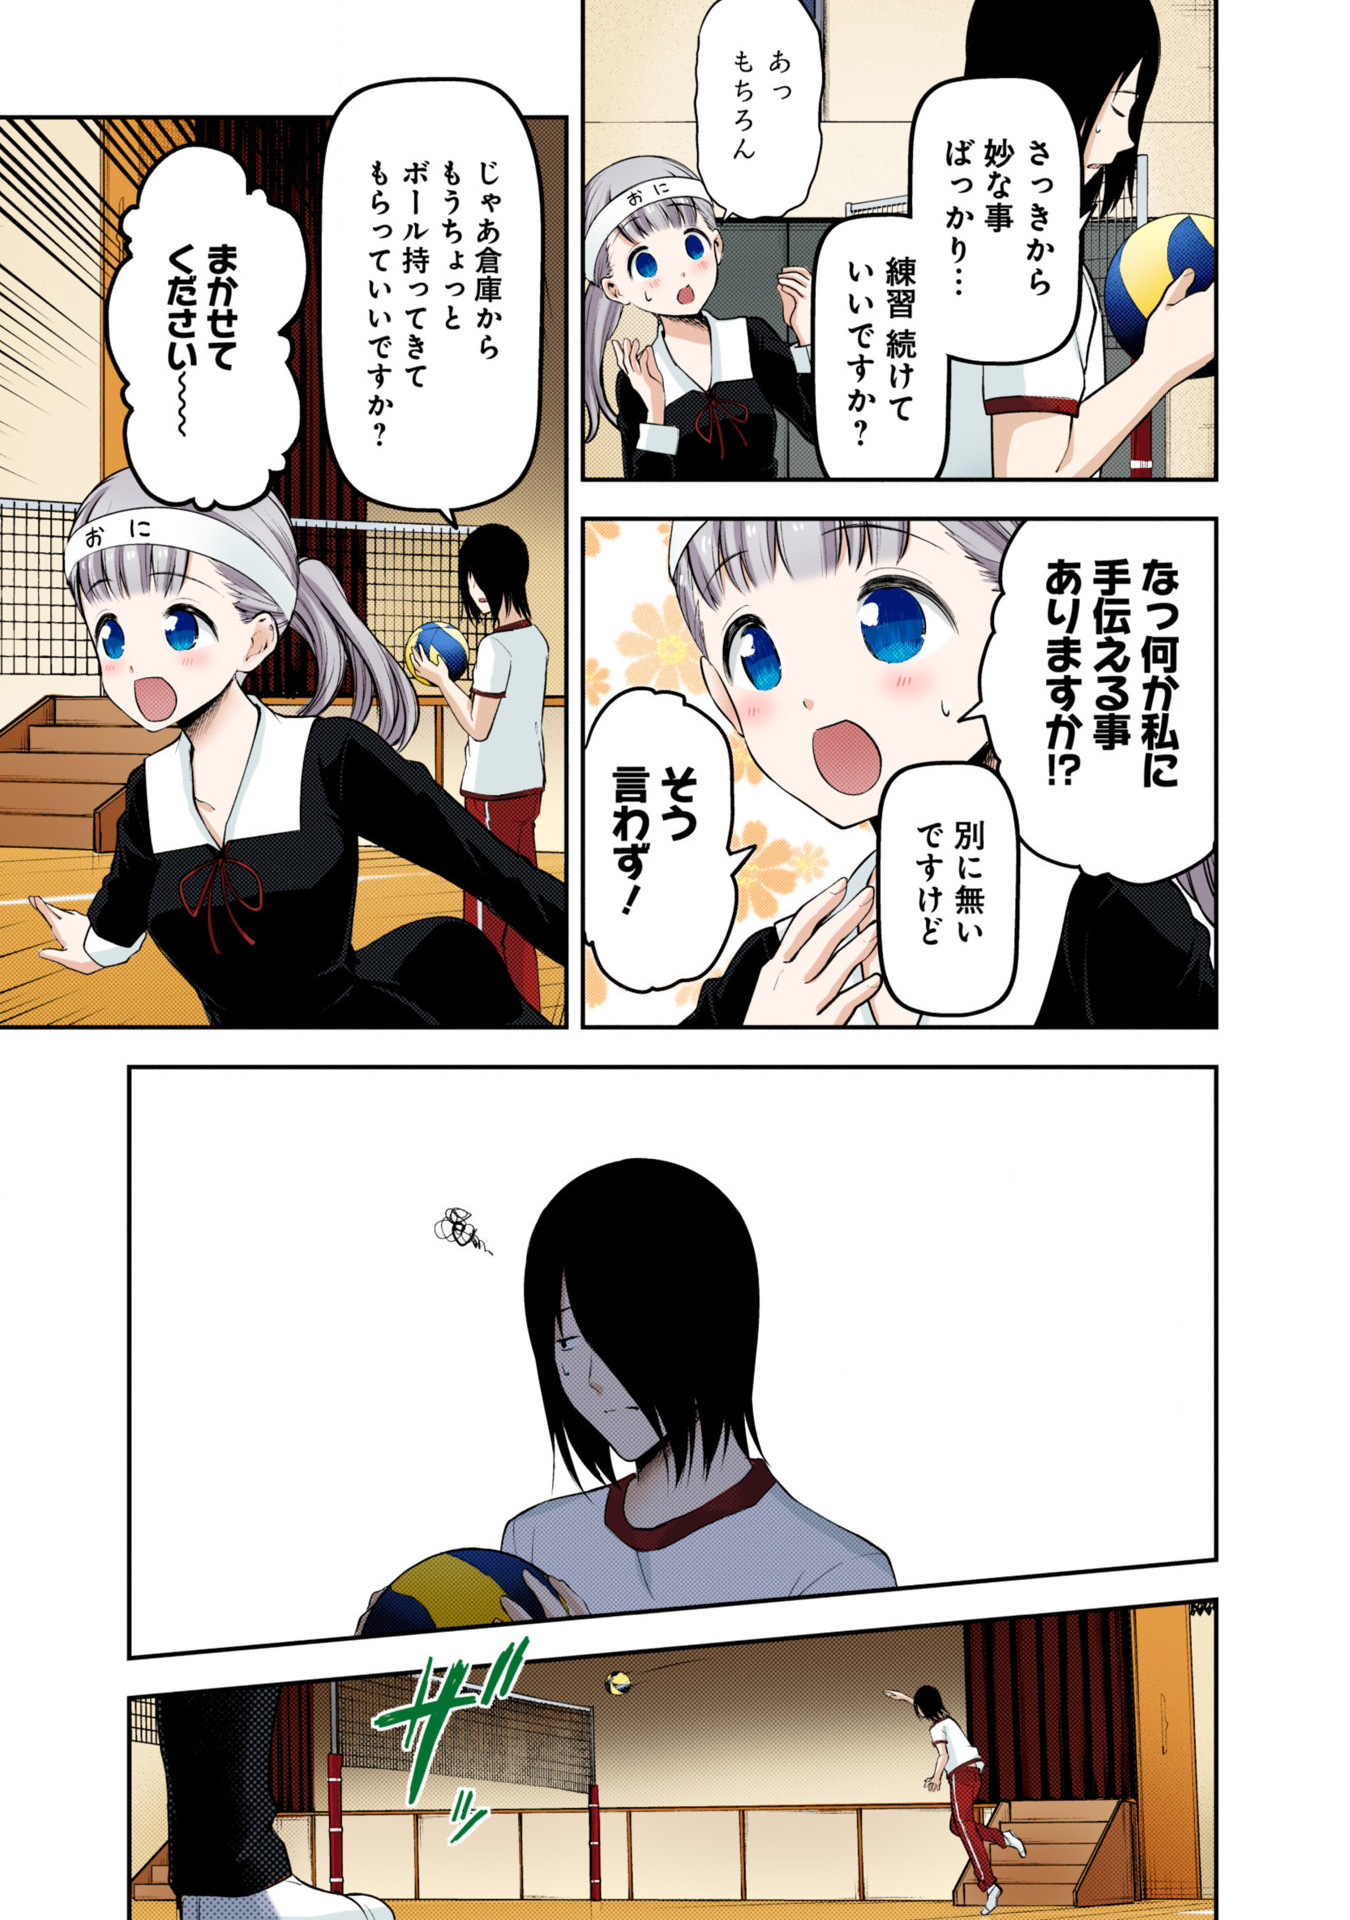 さっきから
妙な事
ばっかり…
練習 続けて
いいですか?
あっ
もちろん
おに
なっ何か私に
手伝える事
ありますか!?
別に無い
ですけど
そう
言わず!
じゃあ倉庫から
もうちょっと
ボール持ってきて
もらっていいですか?
まかせて
ください〜〜〜
おに
ザッ